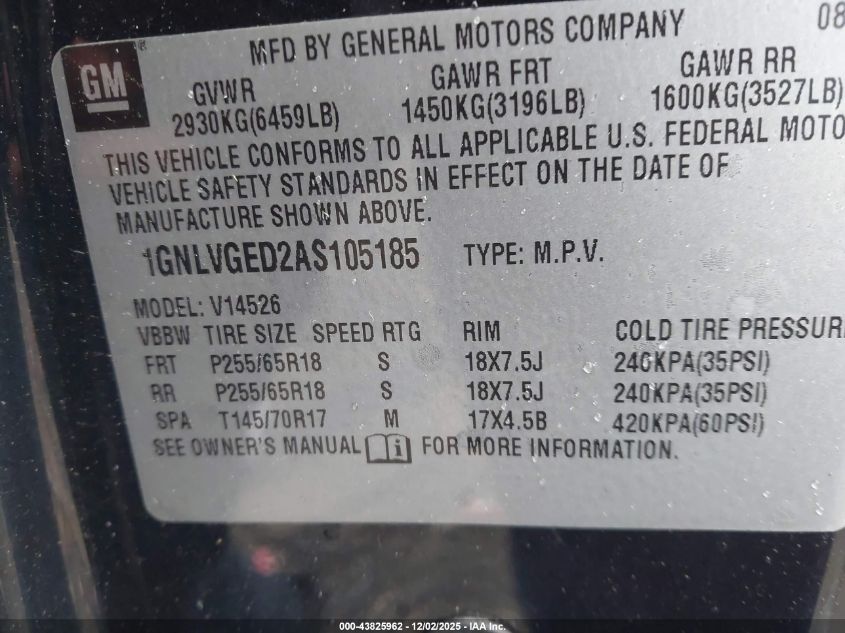 GM®
MFD BY GENERAL MOTORS COMPANY 08
GVWR GAWR FRT GAWR RR
2930KG(6459LB) 1450KG(3196LB) 1600KG(3527LB)
THIS VEHICLE CONFORMS TO ALL APPLICABLE U.S. FEDERAL MOTO
VEHICLE SAFETY STANDARDS IN EFFECT ON THE DATE OF
MANUFACTURE SHOWN ABOVE.
1GNLVGED2AS105185 TYPE: M.P.V.
MODEL: V14526
VBBW TIRE SIZE SPEED RTG RIM COLD TIRE PRESSUR
FRT P255/65R18 S 18X7.5J 240KPA(35PSI)
RR P255/65R18 S 18X7.5J 240KPA(35PSI)
SPA T145/70R17 M 17X4.5B 420KPA(60PSI)
SEE OWNER'S MANUAL i FOR MORE INFORMATION.
000-43825962 - 12/02/2025 - IAA Inc.